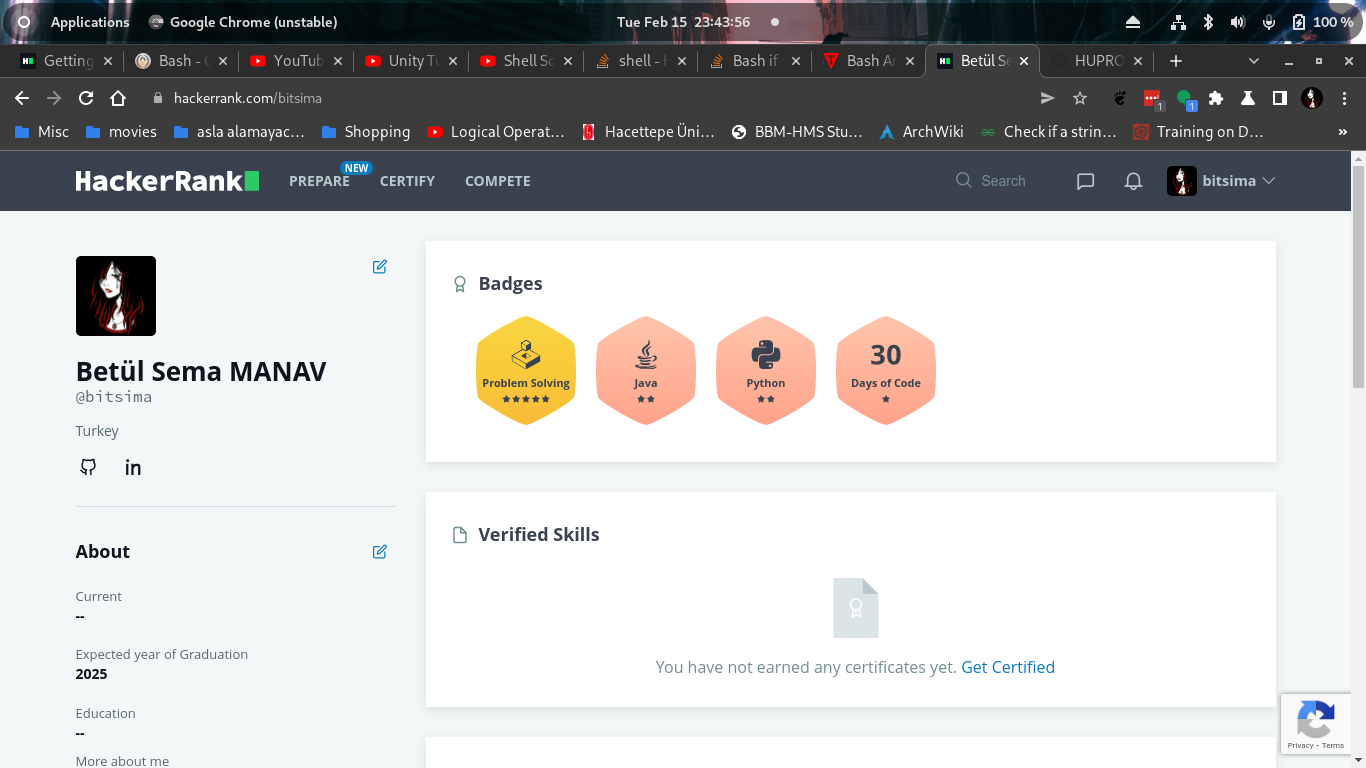 Applications Google Chrome (unstable) Tue Feb 15 23:43:56 100 %
Getting Bash - YouTub Unity Tu Shell Sc shell - Bash if Bash Betül Se HUPRO
hackerrank.com/bitsima 1 1
Misc movies asla alamayac... Shopping Logical Operat... Hacettepe Üni... BBM-HMS Stu... ArchWiki Check if a strin... Training on D... »
HackerRank PREPARE NEW CERTIFY COMPETE Search bitsima
Badges
30
Problem Solving Java Python Days of Code
Betül Sema MANAV
@bitsima
Turkey
in
Verified Skills
You have not earned any certificates yet. Get Certified
About
Current
--
Expected year of Graduation
2025
Education
--
More about me
Privacy - Terms